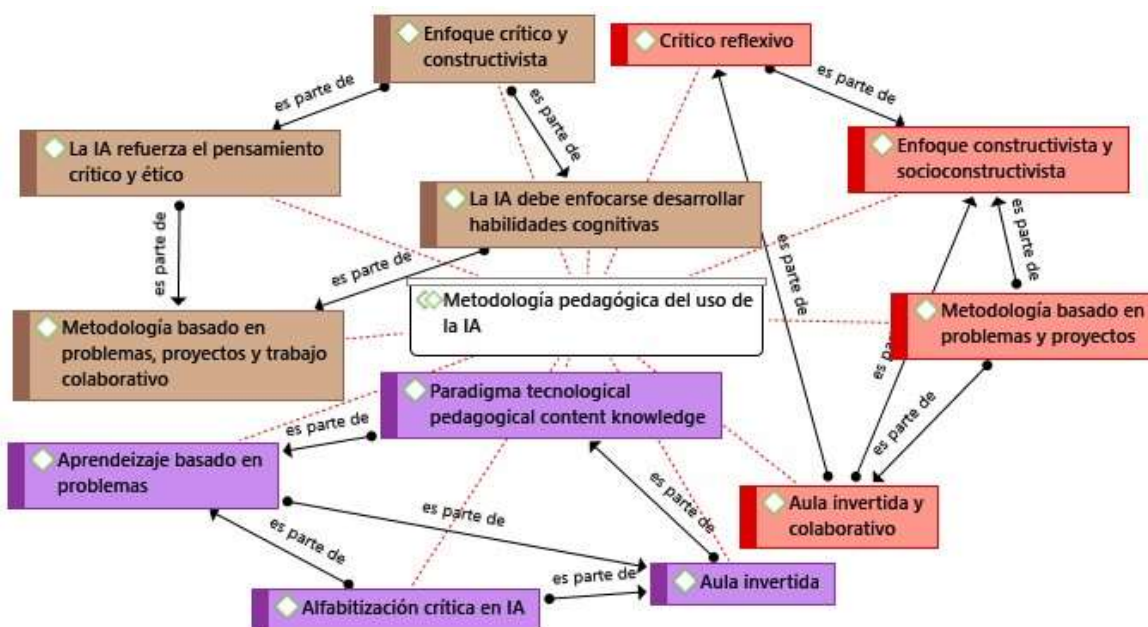 Enfoque crítico y
constructivista
Critico reflexivo
es parte de
es parte de
es parte de
La IA refuerza el pensamiento
crítico y ético
Enfoque constructivista y
socioconstructivista
La IA debe enfocarse desarrollar
habilidades cognitivas
es parte de
es parte de
es parte de
es parte de
Metodología pedagógica del uso de
la IA
Metodología basado en
problemas, proyectos y trabajo
colaborativo
Metodología basado en
problemas y proyectos
es parte de
Paradigma tecnological
pedagogical content knowledge
es parte de
es parte de
Aprendeizaje basado en
problemas
es parte de
es parte de
Aula invertida y
colaborativo
es parte de
es parte de
Aula invertida
Alfabitización crítica en IA